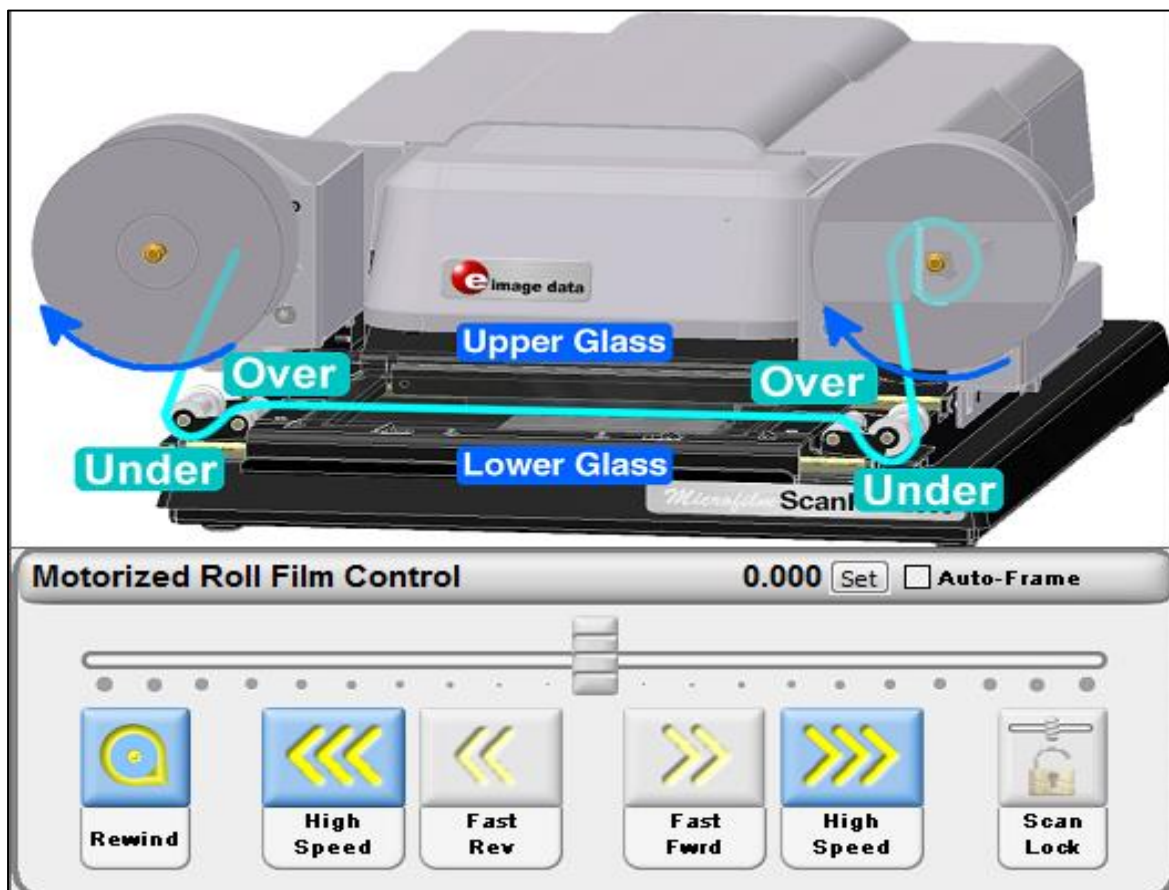 e image data
Upper Glass
Over
Over
Lower Glass
Under
Under
Microfilm
Scan
Motorized Roll Film Control 0.000 Set Auto-Frame
Rewind
High Speed
Fast Rev
Fast Fwrd
High Speed
Scan Lock